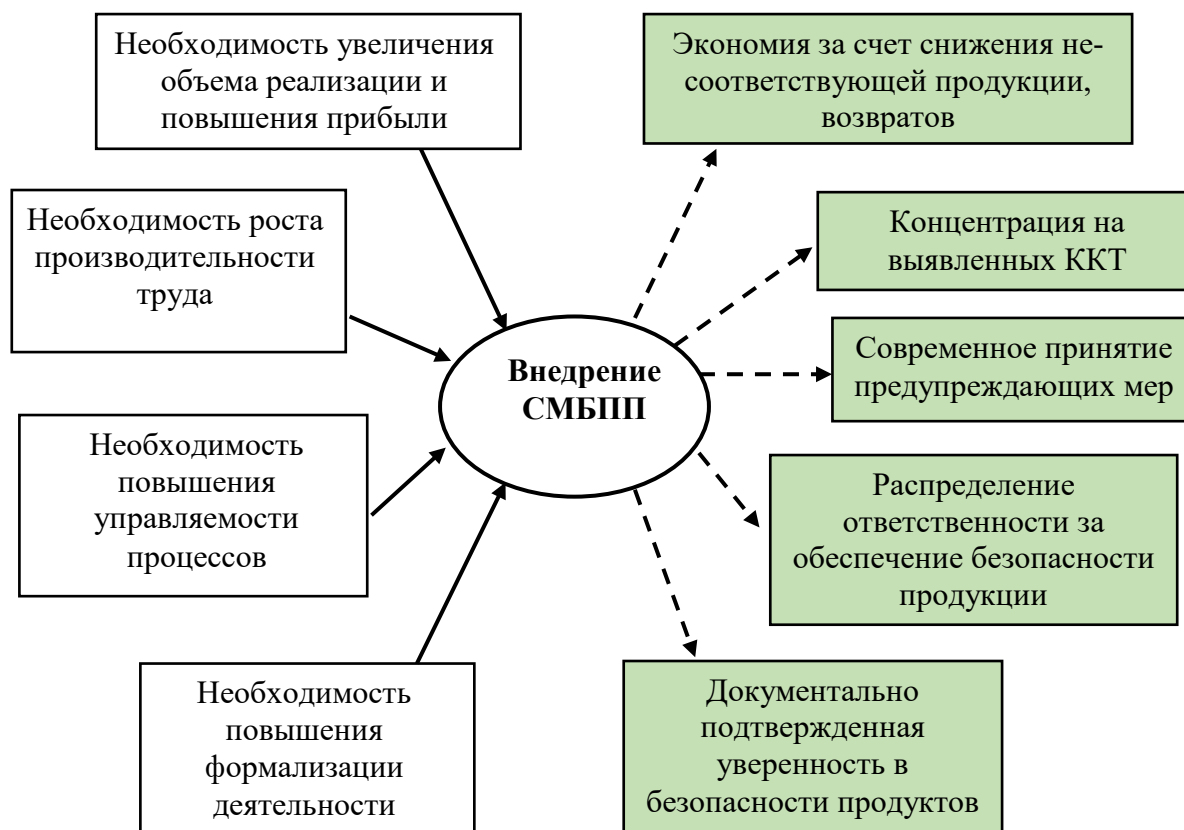 Необходимость увеличения
объема реализации и
повышения прибыли
Необходимость роста
производительности
труда
Необходимость
повышения
управляемости
процессов
Необходимость
повышения
формализации
деятельности
Внедрение
СМБПП
Экономия за счет снижения не-
соответствующей продукции,
возвратов
Концентрация на
выявленных ККТ
Современное принятие
предупреждающих мер
Распределение
ответственности за
обеспечение безопасности
продукции
Документально
подтвержденная
уверенность в
безопасности продуктов